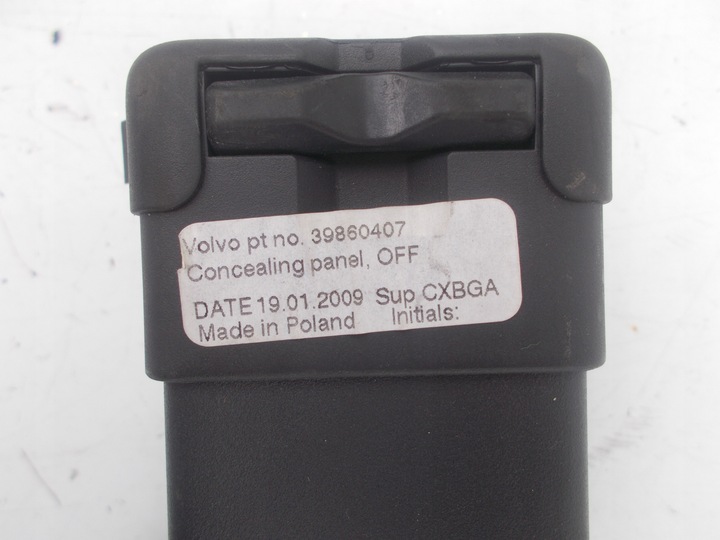 Volvo pt no. 39860407
Concealing panel, OFF
DATE 19.01.2009 Sup CXBGA
Made in Poland Initials: